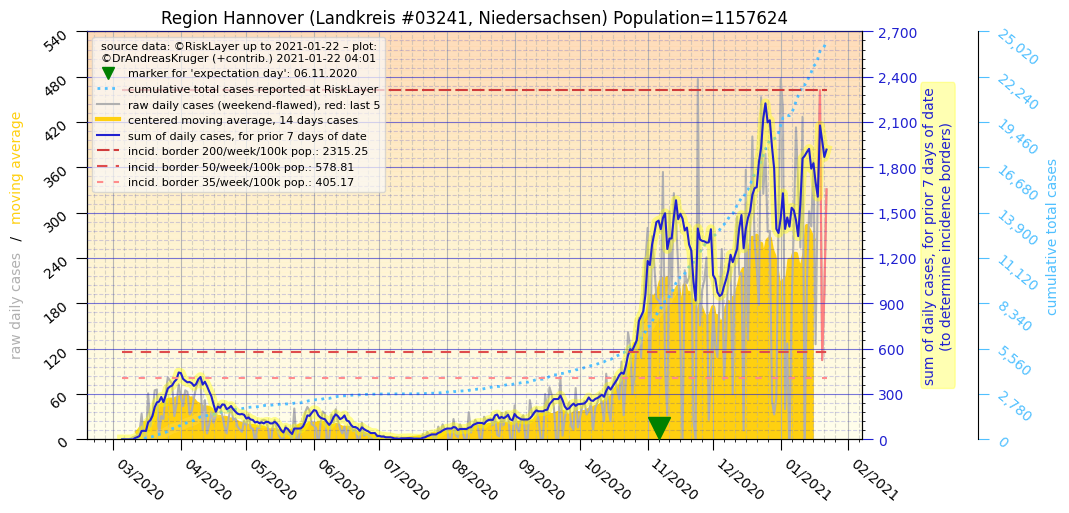 Region Hannover (Landkreis #03241, Niedersachsen) Population=1157624
source data: ©RiskLayer up to 2021-01-22 – plot:
©DrAndreasKruger (+contrib.) 2021-01-22 04:01
marker for 'expectation day': 06.11.2020
cumulative total cases reported at RiskLayer
raw daily cases (weekend-flawed), red: last 5
centered moving average, 14 days cases
sum of daily cases, for prior 7 days of date
incid. border 200/week/100k pop.: 2315.25
incid. border 50/week/100k pop.: 578.81
incid. border 35/week/100k pop.: 405.17
raw daily cases / moving average
540
480
420
360
300
240
180
120
60
0
03/2020
04/2020
05/2020
06/2020
07/2020
08/2020
09/2020
10/2020
11/2020
12/2020
01/2021
02/2021
2,700
2,400
2,100
1,800
1,500
1,200
900
600
300
0
sum of daily cases, for prior 7 days of date
(to determine incidence borders)
25,020
22,240
19,460
16,680
13,900
11,120
8,340
5,560
2,780
0
cumulative total cases